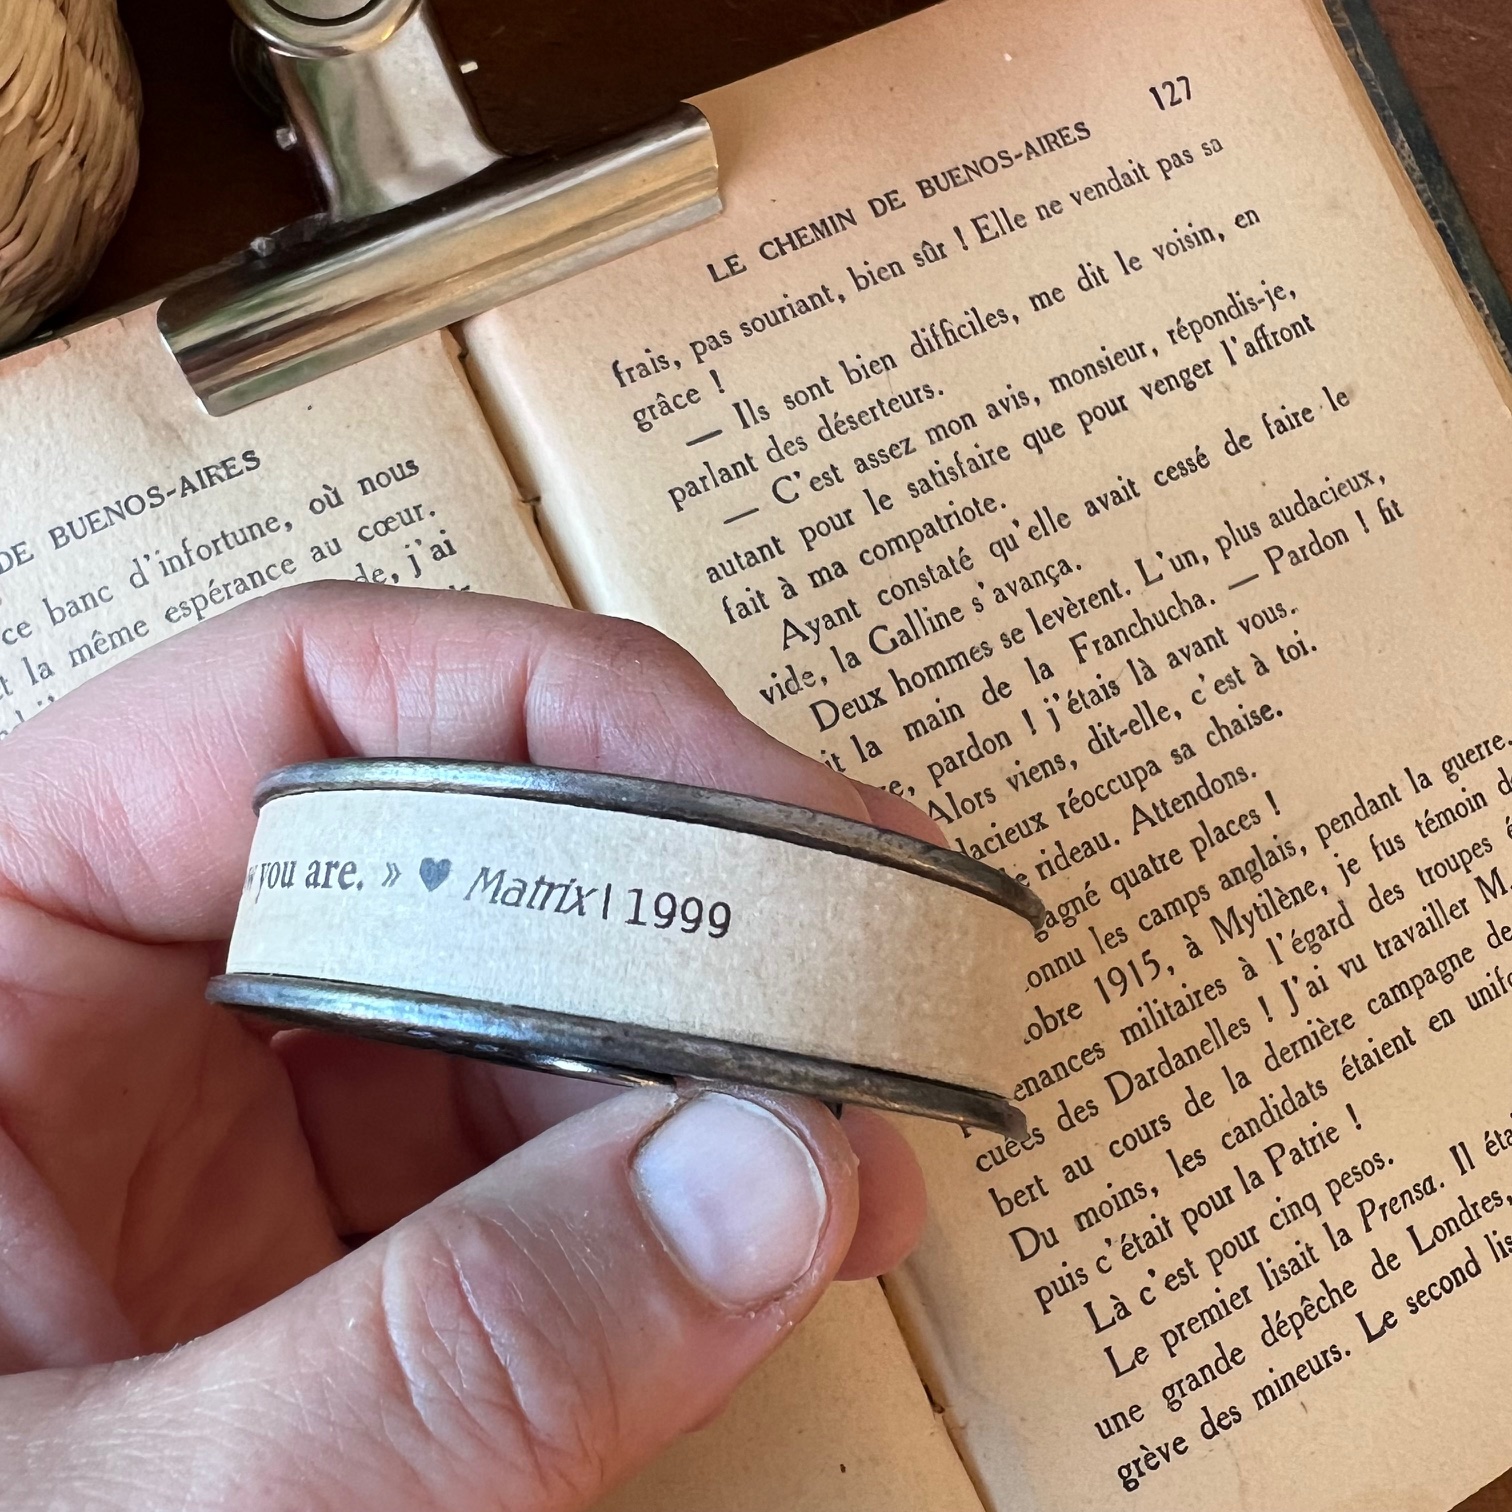 DE BUENOS-AIRES
ce banc d'infortune, où nous
la même espérance au cœur.
de, j'ai
127
LE CHEMIN DE BUENOS-AIRES
frais, pas souriant, bien sûr ! Elle ne vendait pas sa
grâce !
— Ils sont bien difficiles, me dit le voisin, en
parlant des déserteurs.
— C'est assez mon avis, monsieur, répondis-je,
autant pour le satisfaire que pour venger l'affront
fait à ma compatriote.
Ayant constaté qu'elle avait cessé de faire le
vide, la Galline s'avança.
Deux hommes se levèrent. L'un, plus audacieux,
la main de la Franchucha. — Pardon ! fit
pardon ! j'étais là avant vous.
Alors viens, dit-elle, c'est à toi.
réoccupa sa chaise.
rideau. Attendons.
quatre places !
les camps anglais, pendant la guerre.
1915, à Mytilène, je fus témoin
militaires à l'égard des troupes
des Dardanelles ! J'ai vu travailler M.
bert au cours de la dernière campagne
Du moins, les candidats étaient en
puis c'était pour la Patrie !
Là c'est pour cinq pesos.
Le premier lisait la Prensa. Il
une grande dépêche de Londres,
grève des mineurs. Le second
you are. » ♥ Matrix | 1999